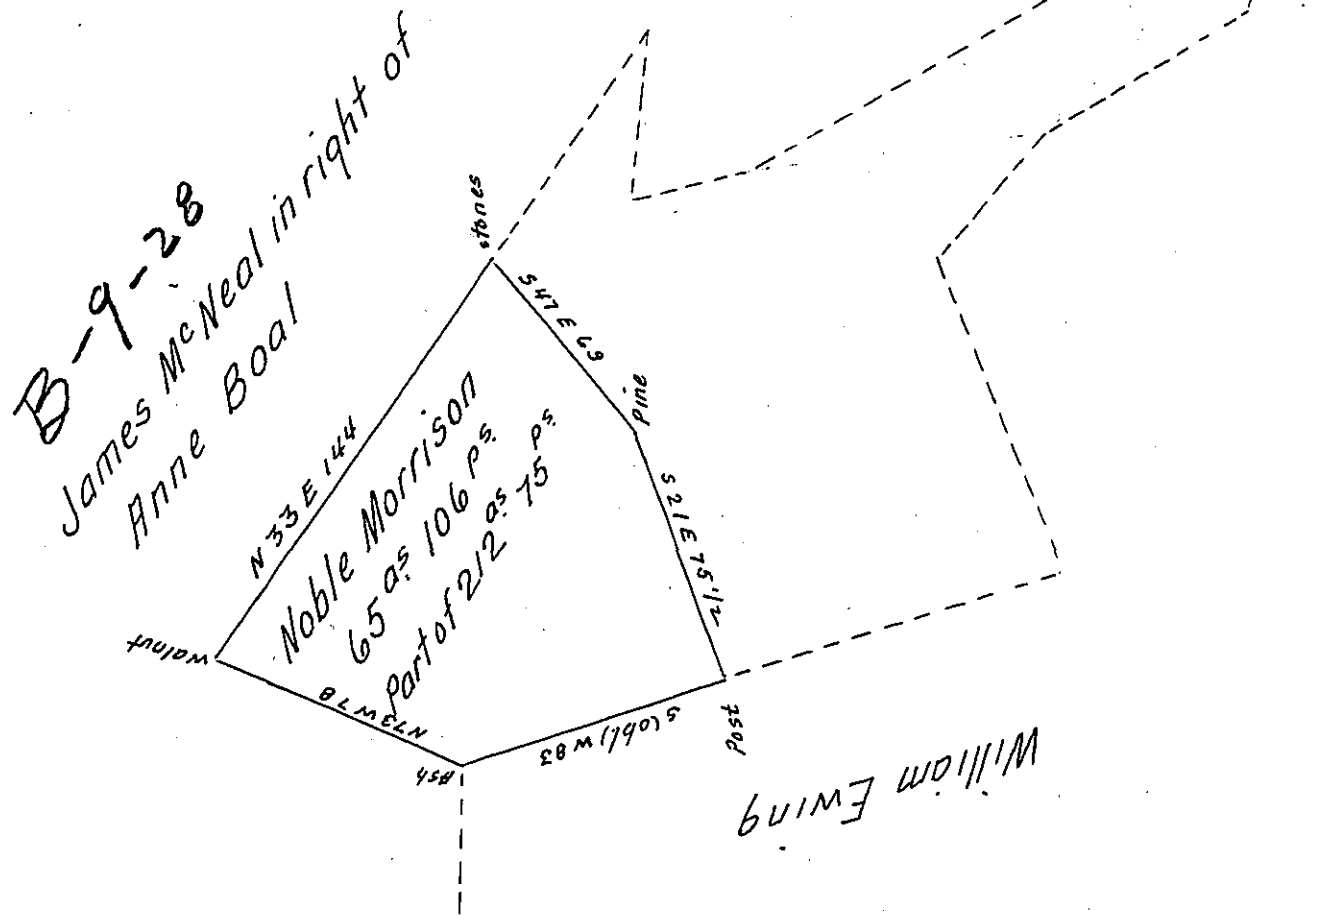 B-9-28
James McNeal in right of
Anne Boal
stones
S 47 E 69
Pine
N 33 E 144
Noble Morrison
65 as. 106 ps.
Part of 212 as. 75 ps.
S 21 E 75 1/2
walnut
N73 W 78
Ash
S (obl) W 83
Post
William Ewing